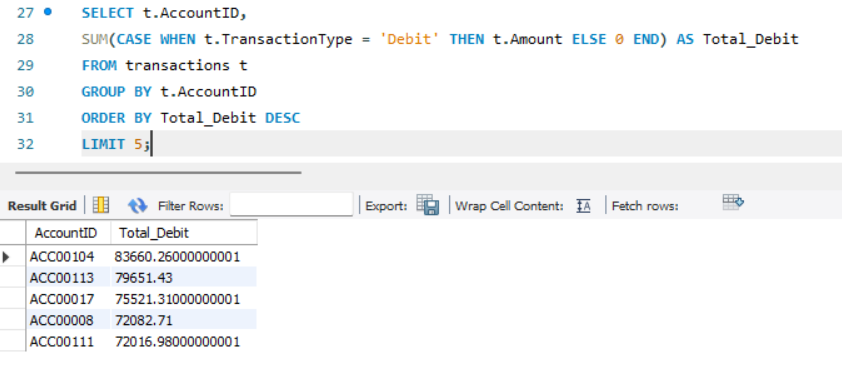 27 SELECT t.AccountID,
28 SUM(CASE WHEN t.TransactionType = 'Debit' THEN t.Amount ELSE 0 END) AS Total_Debit
29 FROM transactions t
30 GROUP BY t.AccountID
31 ORDER BY Total_Debit DESC
32 LIMIT 5;
Result Grid Filter Rows: Export: Wrap Cell Content: IA Fetch rows:
AccountID Total_Debit
ACC00104 83660.26000000001
ACC00113 79651.43
ACC00017 75521.31000000001
ACC00008 72082.71
ACC00111 72016.98000000001